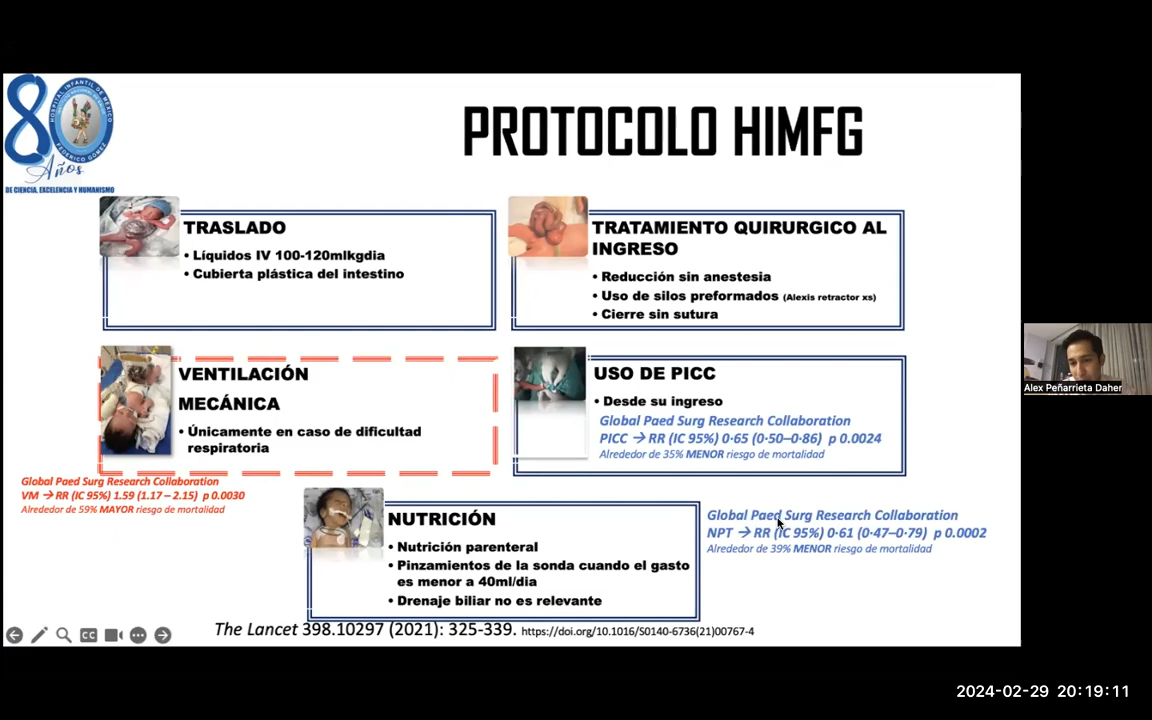 80
Años
HOSPITAL INFANTIL DE MÉXICO
FEDERICO GÓMEZ
DE CIENCIA, EXCELENCIA Y HUMANISMO
PROTOCOLO HIMFG
TRASLADO
• Líquidos IV 100-120mlkgdia
• Cubierta plástica del intestino
TRATAMIENTO QUIRURGICO AL
INGRESO
• Reducción sin anestesia
• Uso de silos preformados (Alexis retractor xs)
• Cierre sin sutura
VENTILACIÓN
MECÁNICA
• Únicamente en caso de dificultad
respiratoria
Global Paed Surg Research Collaboration
VM → RR (IC 95%) 1.59 (1.17 – 2.15) p 0.0030
Alrededor de 59% MAYOR riesgo de mortalidad
USO DE PICC
• Desde su ingreso
Global Paed Surg Research Collaboration
PICC → RR (IC 95%) 0·65 (0·50–0·86) p 0.0024
Alrededor de 35% MENOR riesgo de mortalidad
NUTRICIÓN
• Nutrición parenteral
• Pinzamientos de la sonda cuando el gasto
es menor a 40ml/dia
• Drenaje biliar no es relevante
Global Paed Surg Research Collaboration
NPT → RR (IC 95%) 0·61 (0·47–0·79) p 0.0002
Alrededor de 39% MENOR riesgo de mortalidad
The Lancet 398.10297 (2021): 325-339. https://doi.org/10.1016/S0140-6736(21)00767-4
CC
Alex Peñarrieta Daher
2024-02-29 20:19:11